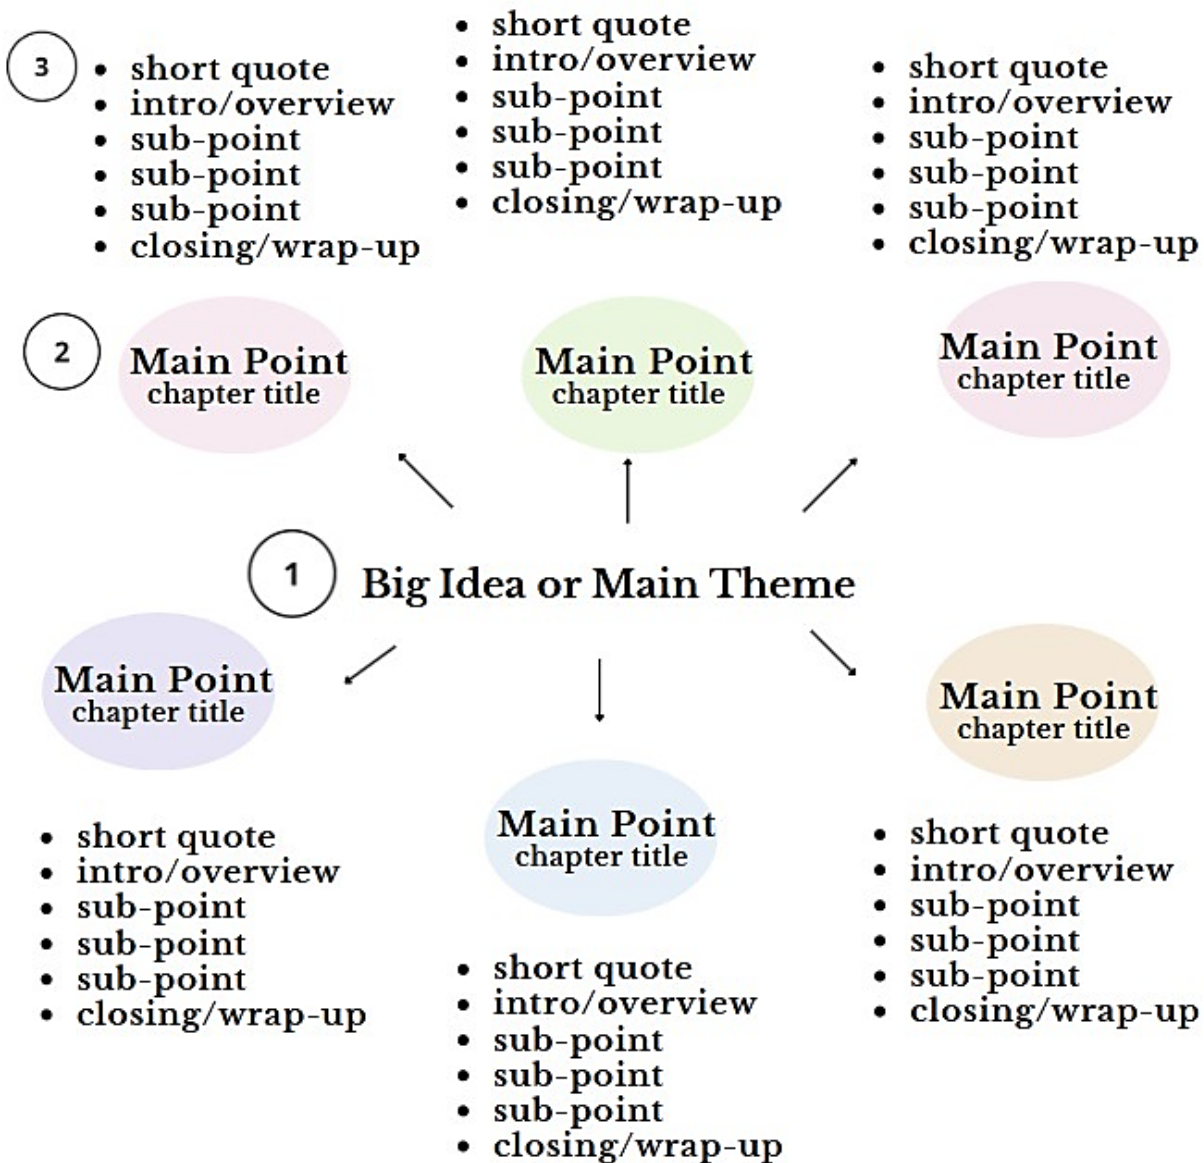 3
short quote
intro/overview
sub-point
sub-point
sub-point
closing/wrap-up
short quote
intro/overview
sub-point
sub-point
sub-point
closing/wrap-up
short quote
intro/overview
sub-point
sub-point
sub-point
closing/wrap-up
2
Main Point
chapter title
Main Point
chapter title
Main Point
chapter title
1
Big Idea or Main Theme
Main Point
chapter title
Main Point
chapter title
Main Point
chapter title
short quote
intro/overview
sub-point
sub-point
sub-point
closing/wrap-up
short quote
intro/overview
sub-point
sub-point
sub-point
closing/wrap-up
short quote
intro/overview
sub-point
sub-point
sub-point
closing/wrap-up